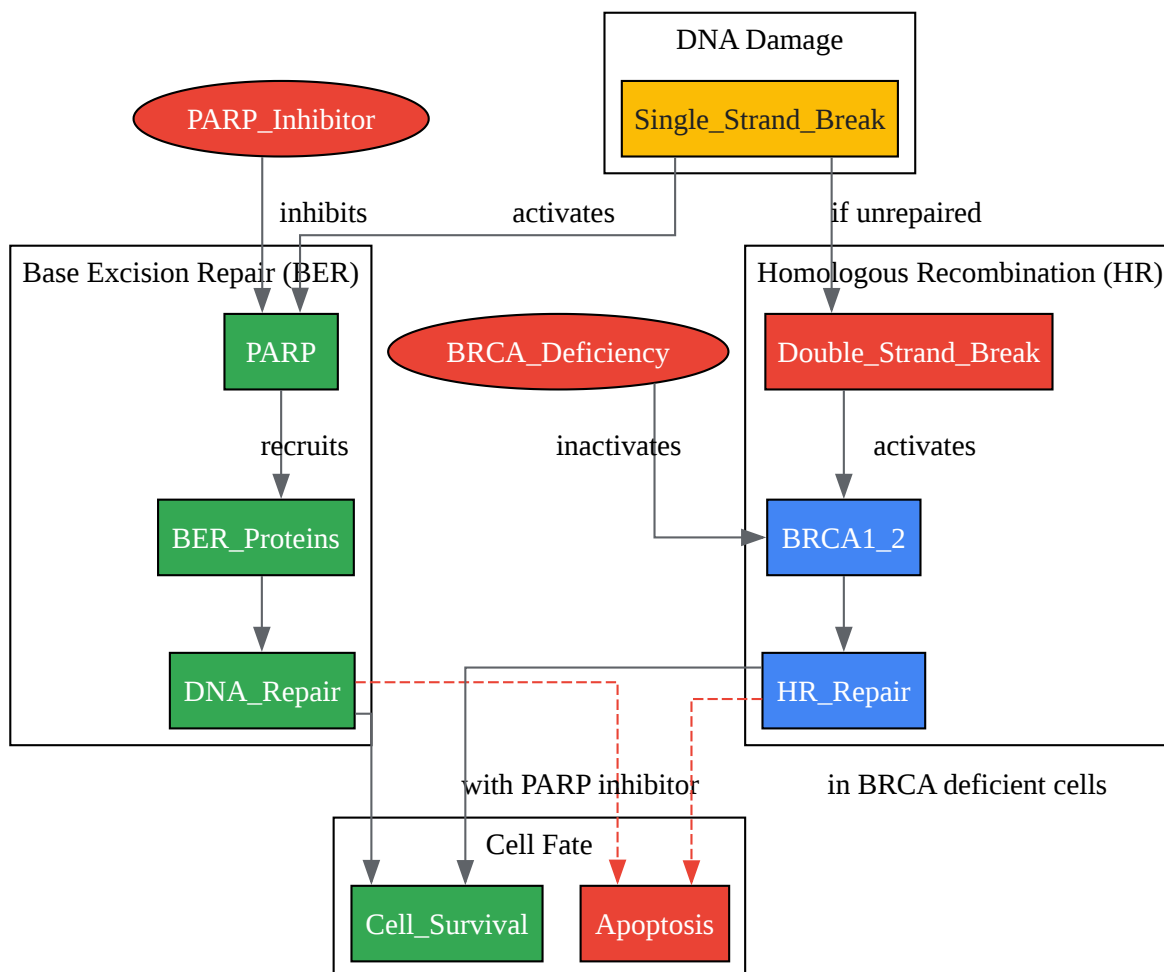 DNA Damage
PARP_Inhibitor
Single_Strand_Break
inhibits
activates
if unrepaired
Base Excision Repair (BER)
Homologous Recombination (HR)
PARP
BRCA_Deficiency
Double_Strand_Break
recruits
inactivates
activates
BER_Proteins
BRCA1_2
DNA_Repair
HR_Repair
with PARP inhibitor
in BRCA deficient cells
Cell Fate
Cell_Survival
Apoptosis